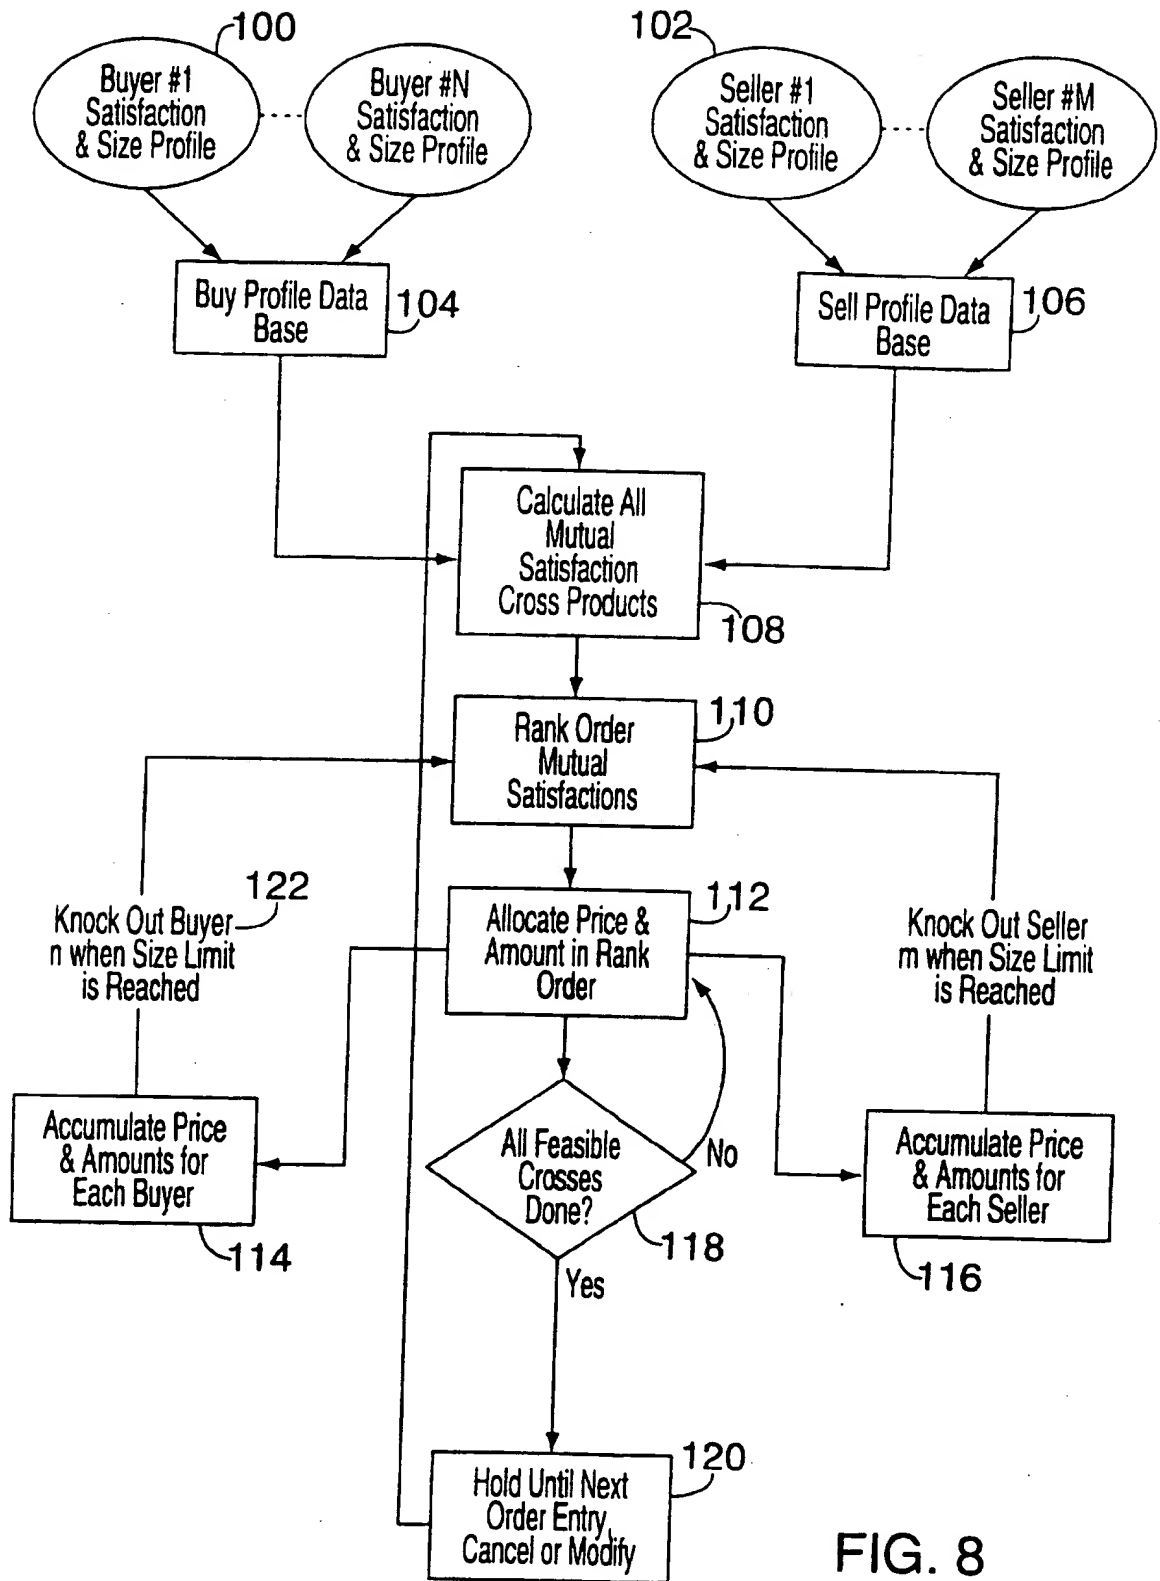 100
102
Buyer #1
Satisfaction
& Size Profile
Buyer #N
Satisfaction
& Size Profile
Seller #1
Satisfaction
& Size Profile
Seller #M
Satisfaction
& Size Profile
Buy Profile Data
Base
104
Sell Profile Data
Base
106
Calculate All
Mutual
Satisfaction
Cross Products
108
Rank Order
Mutual
Satisfactions
110
Knock Out Buyer
n when Size Limit
is Reached
122
Allocate Price &
Amount in Rank
Order
112
Knock Out Seller
m when Size Limit
is Reached
Accumulate Price
& Amounts for
Each Buyer
114
All Feasible
Crosses
Done?
No
118
Yes
Accumulate Price
& Amounts for
Each Seller
116
Hold Until Next
Order Entry,
Cancel or Modify
120
FIG. 8